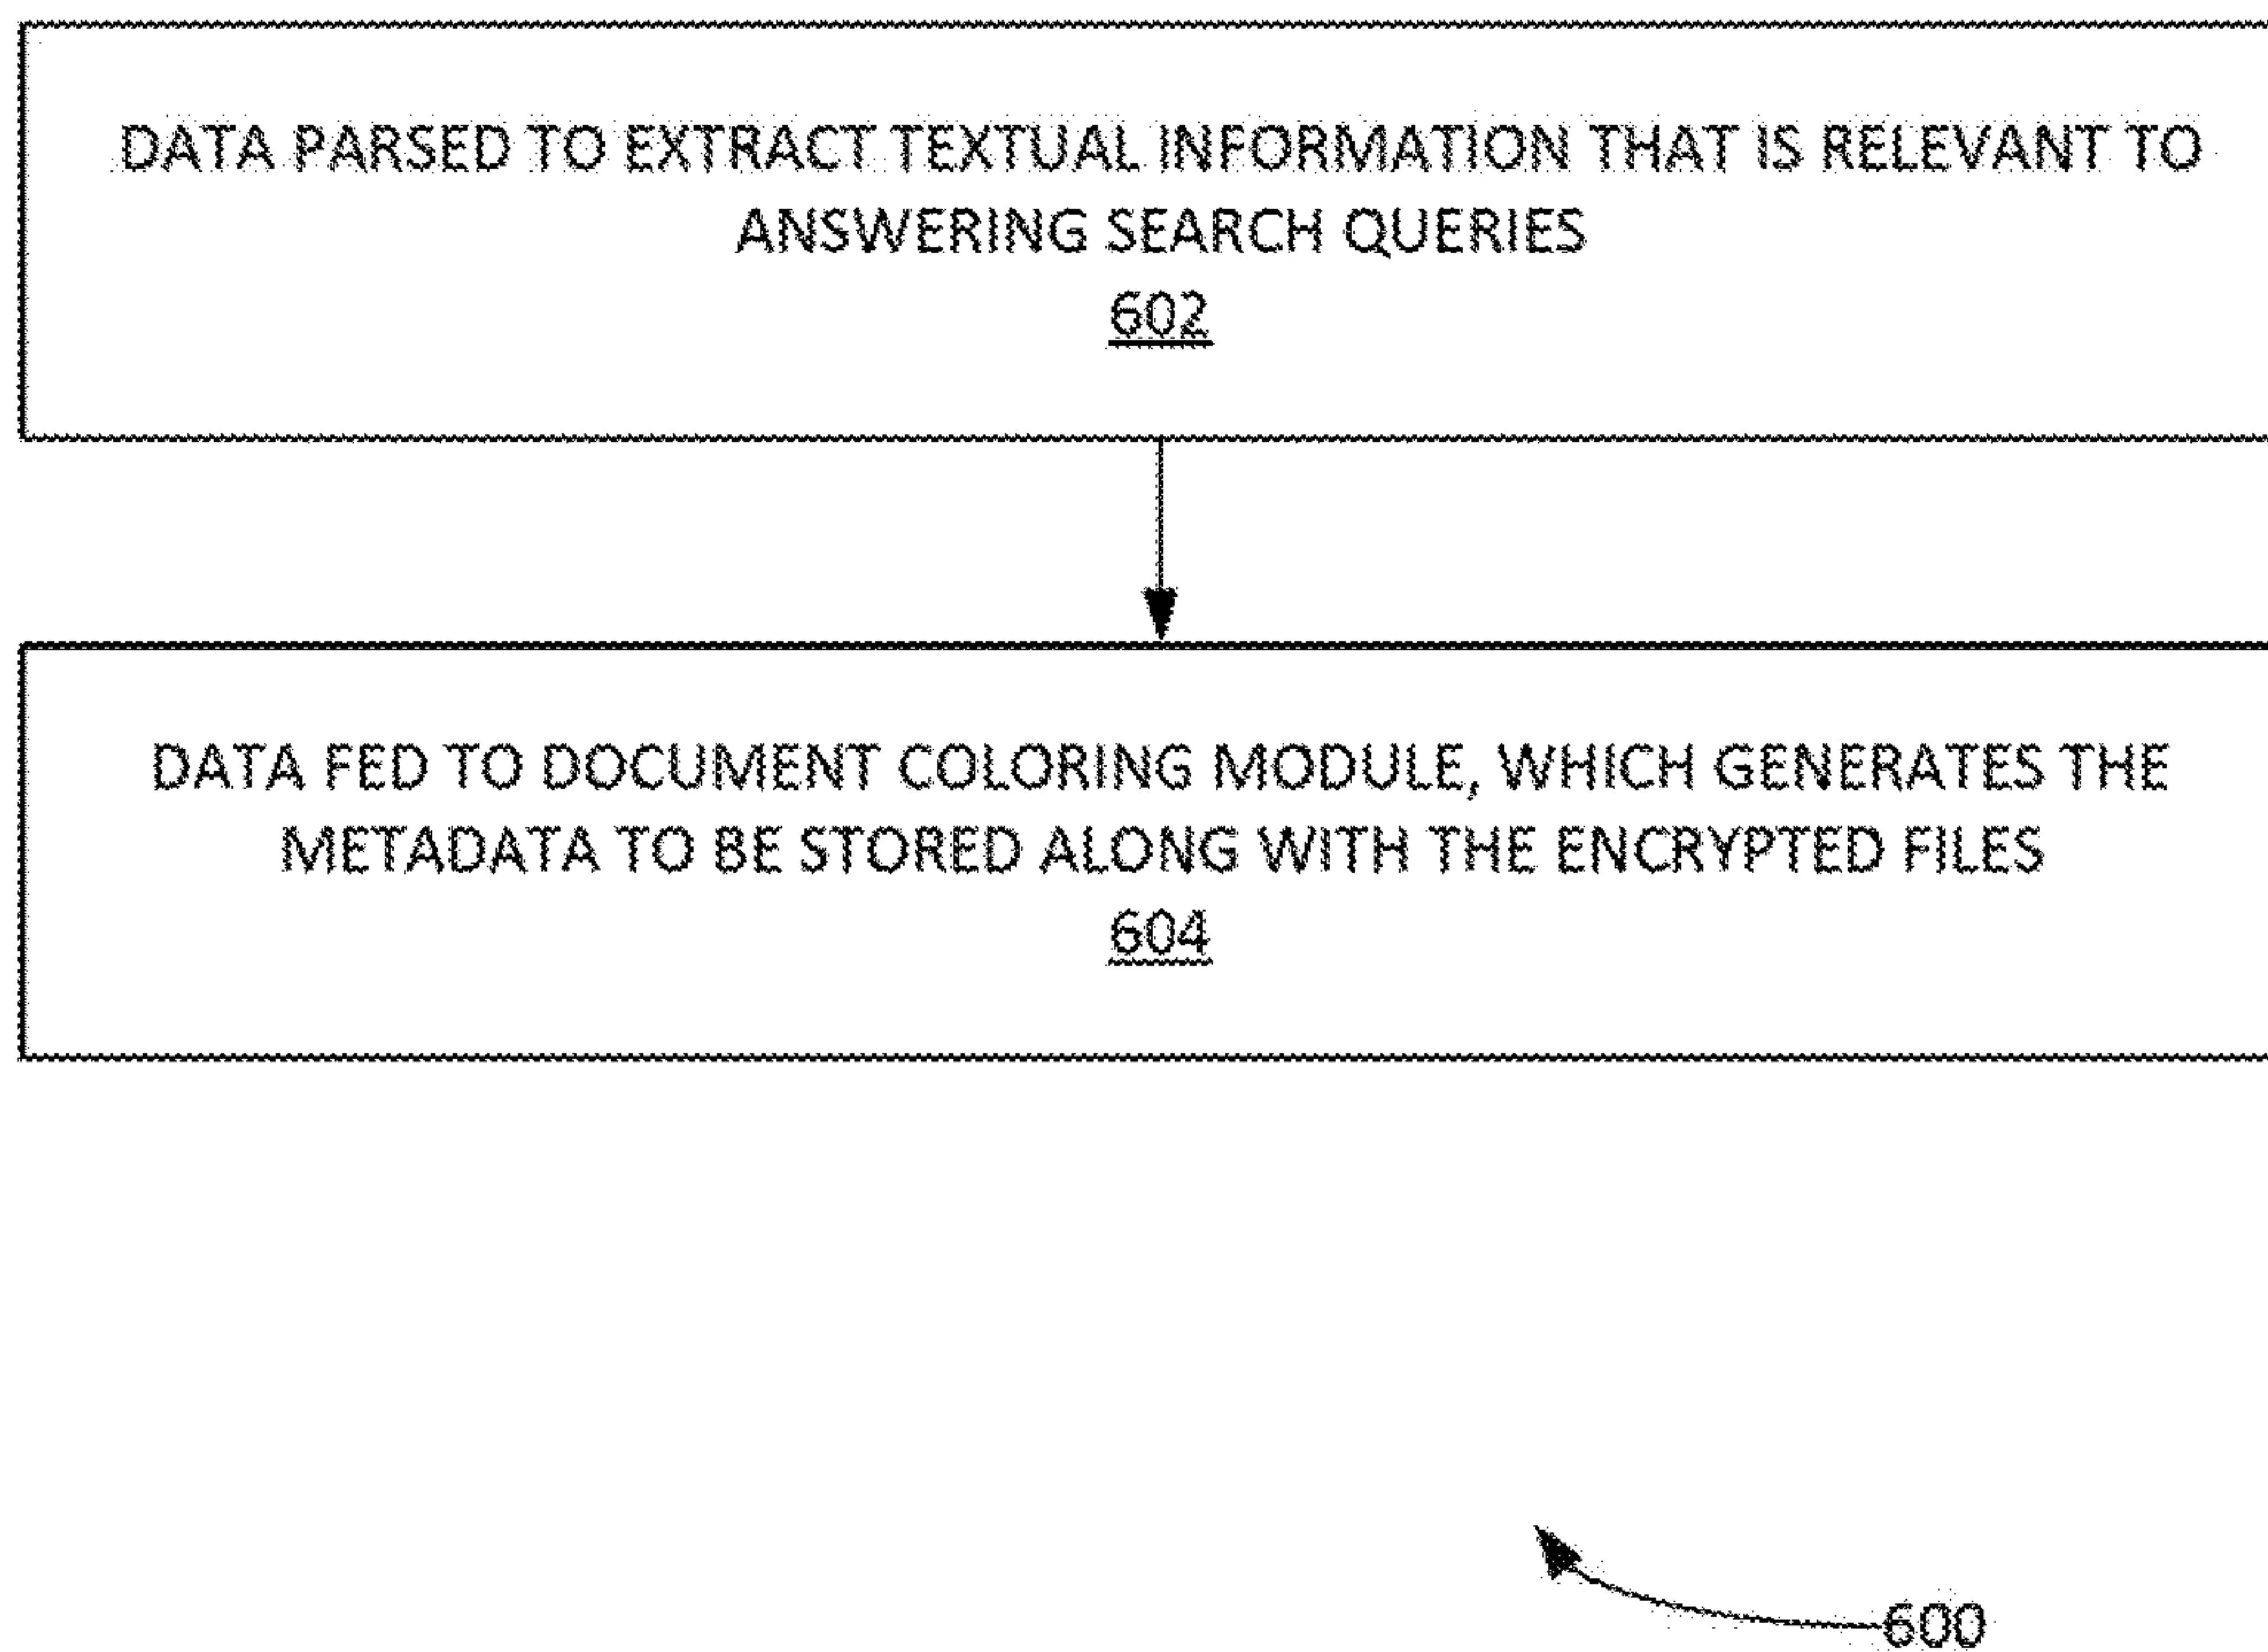 DATA PARSED TO EXTRACT TEXTUAL INFORMATION THAT IS RELEVANT TO
ANSWERING SEARCH QUERIES
602
DATA FED TO DOCUMENT COLORING MODULE, WHICH GENERATES THE
METADATA TO BE STORED ALONG WITH THE ENCRYPTED FILES
604
600